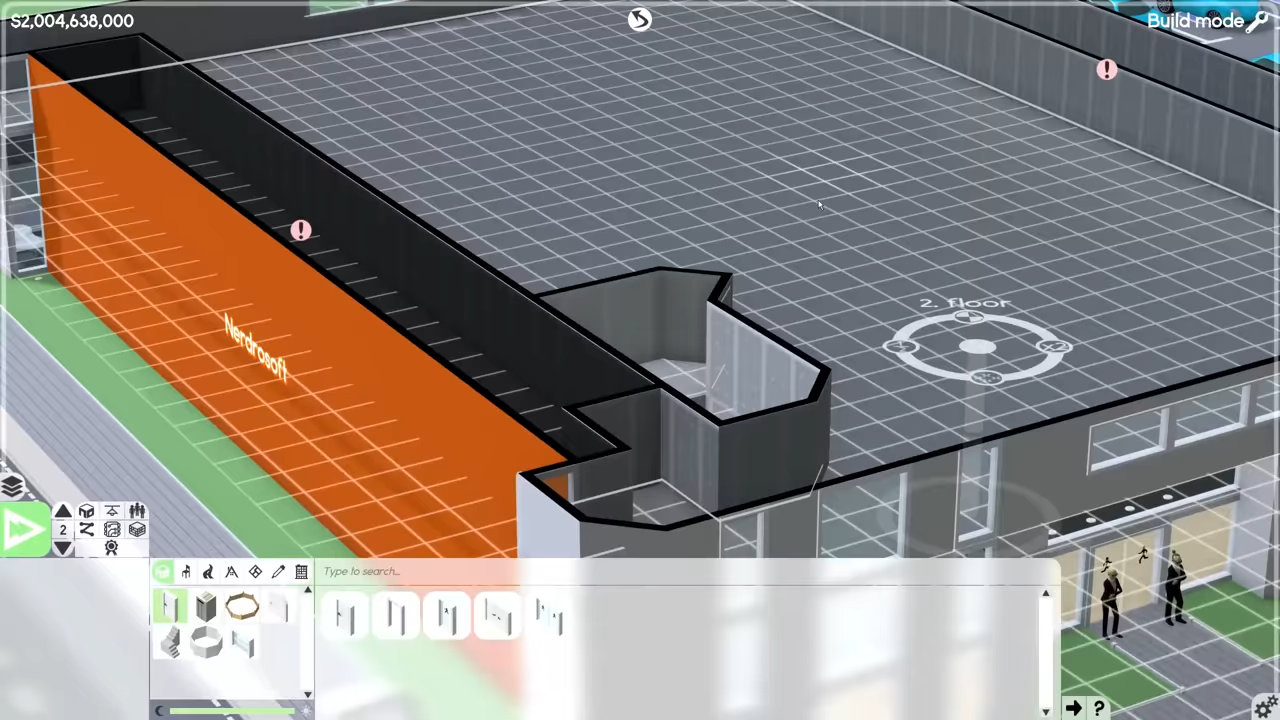 $2,004,638,000
Build mode
2. floor
Nerdrosoft
2
Type to search...
?